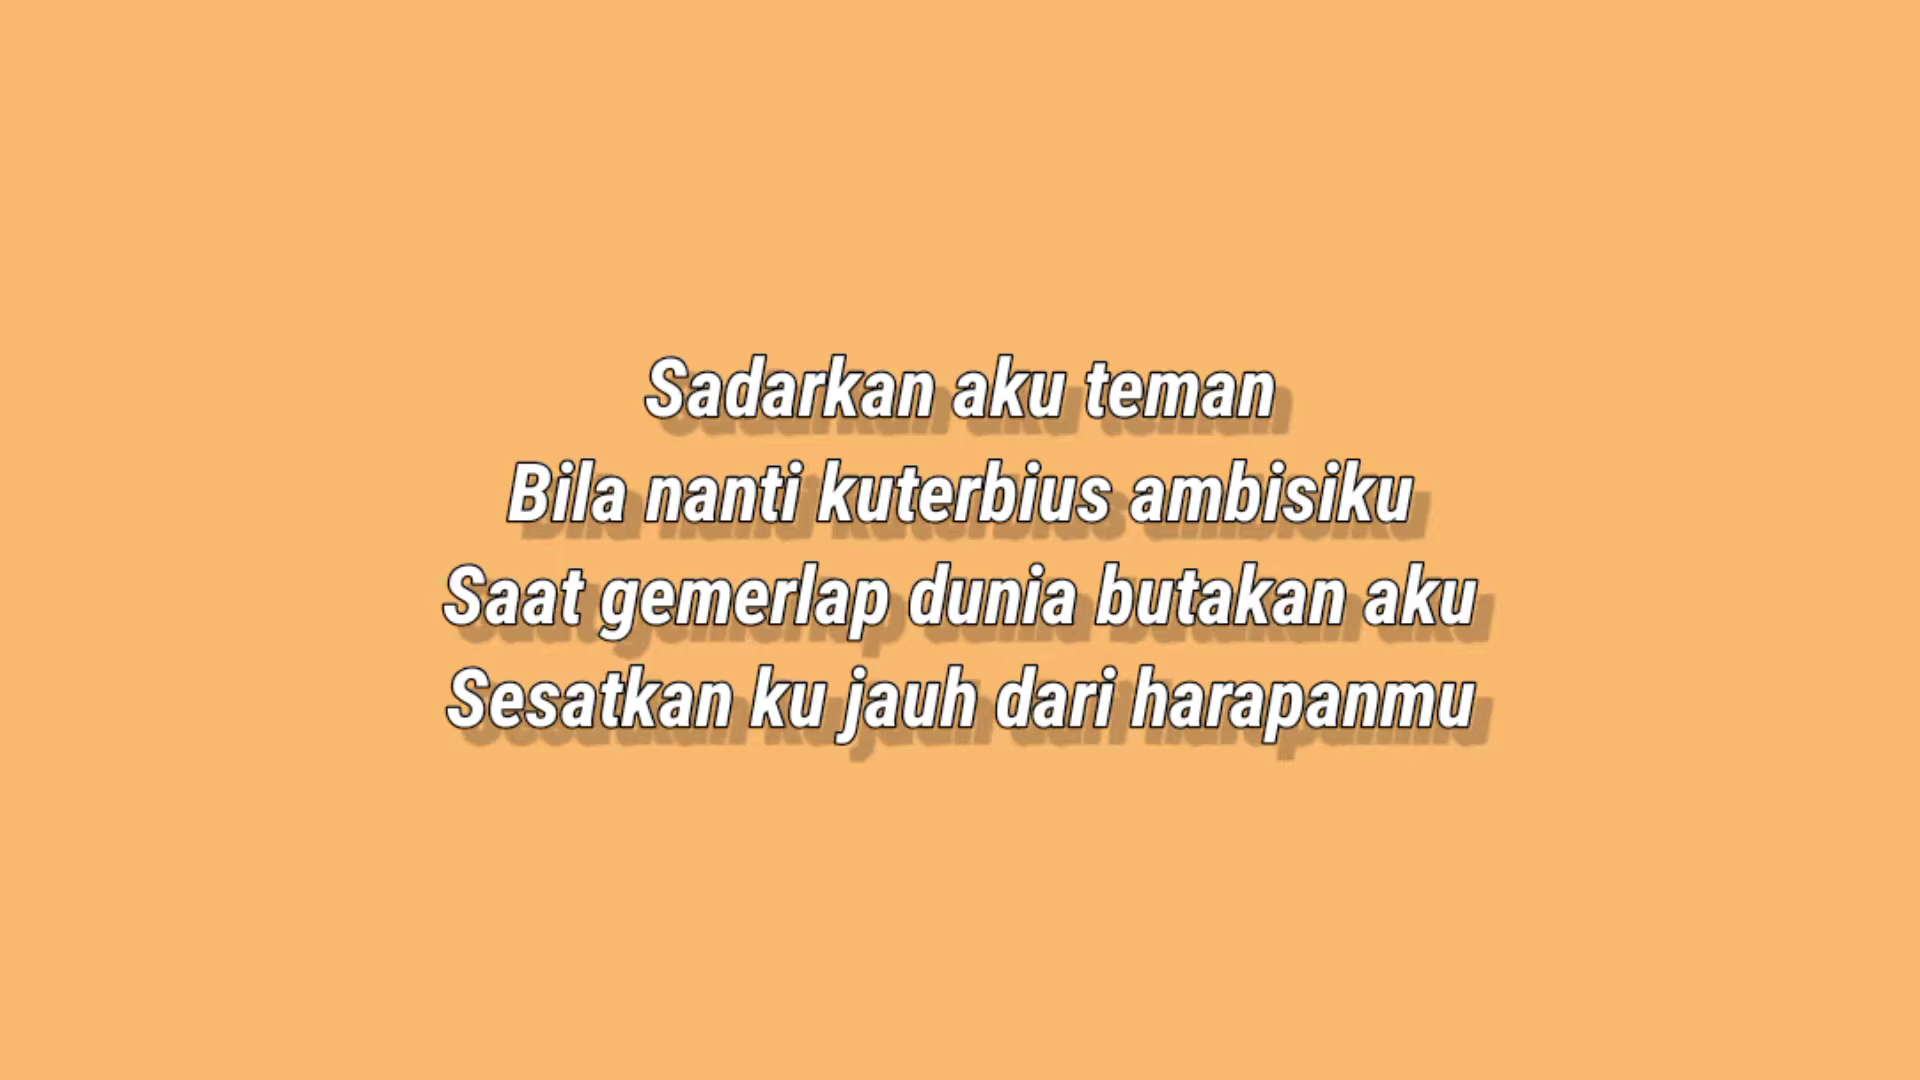 Sadarkan aku teman
Bila nanti kuterbius ambisiku
Saat gemerlap dunia butakan aku
Sesatkan ku jauh dari harapanmu